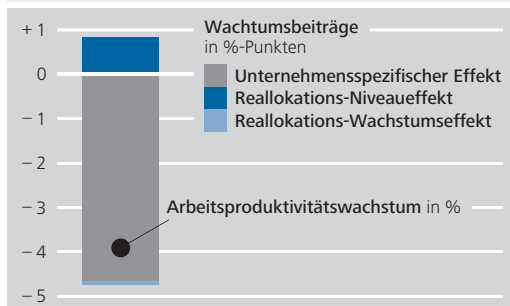 + 1
Wachtumsbeiträge
in %-Punkten
0
Unternehmensspezifischer Effekt
Reallokations-Niveaueffekt
Reallokations-Wachstumseffekt
– 1
– 2
– 3
Arbeitsproduktivitätswachstum in %
– 4
– 5